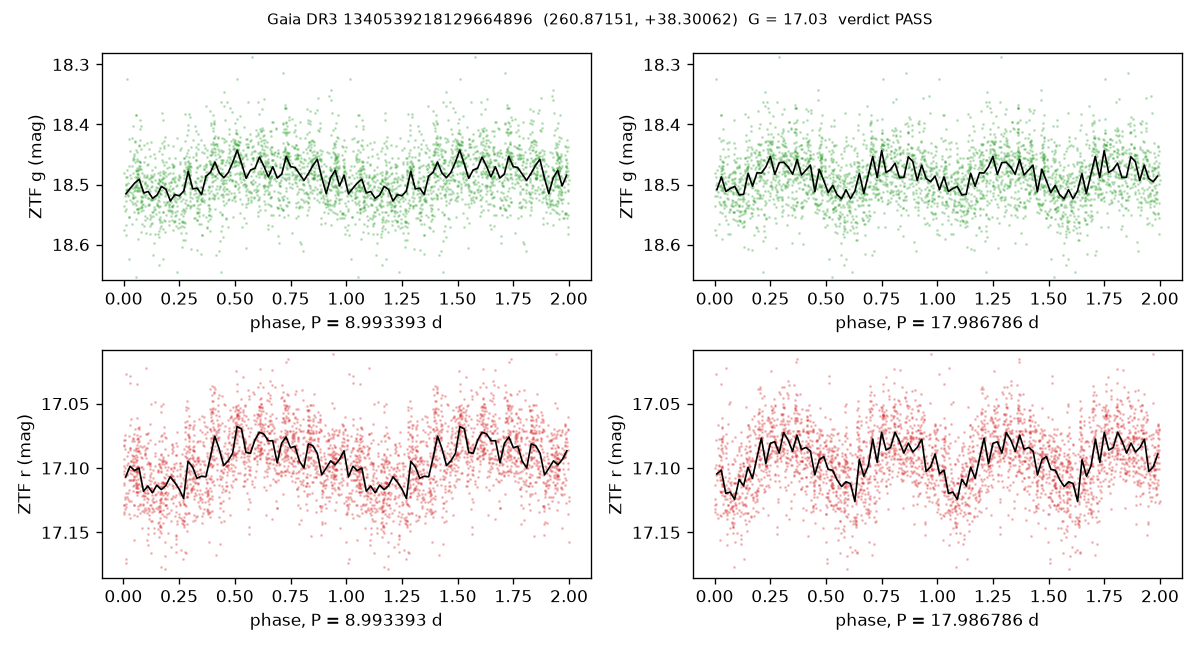 Gaia DR3 1340539218129664896 (260.87151, +38.30062) G = 17.03 verdict PASS
ZTF g (mag)
18.3
18.4
18.5
18.6
0.00 0.25 0.50 0.75 1.00 1.25 1.50 1.75 2.00
phase, P = 8.993393 d
ZTF g (mag)
18.3
18.4
18.5
18.6
0.00 0.25 0.50 0.75 1.00 1.25 1.50 1.75 2.00
phase, P = 17.986786 d
ZTF r (mag)
17.05
17.10
17.15
0.00 0.25 0.50 0.75 1.00 1.25 1.50 1.75 2.00
phase, P = 8.993393 d
ZTF r (mag)
17.05
17.10
17.15
0.00 0.25 0.50 0.75 1.00 1.25 1.50 1.75 2.00
phase, P = 17.986786 d